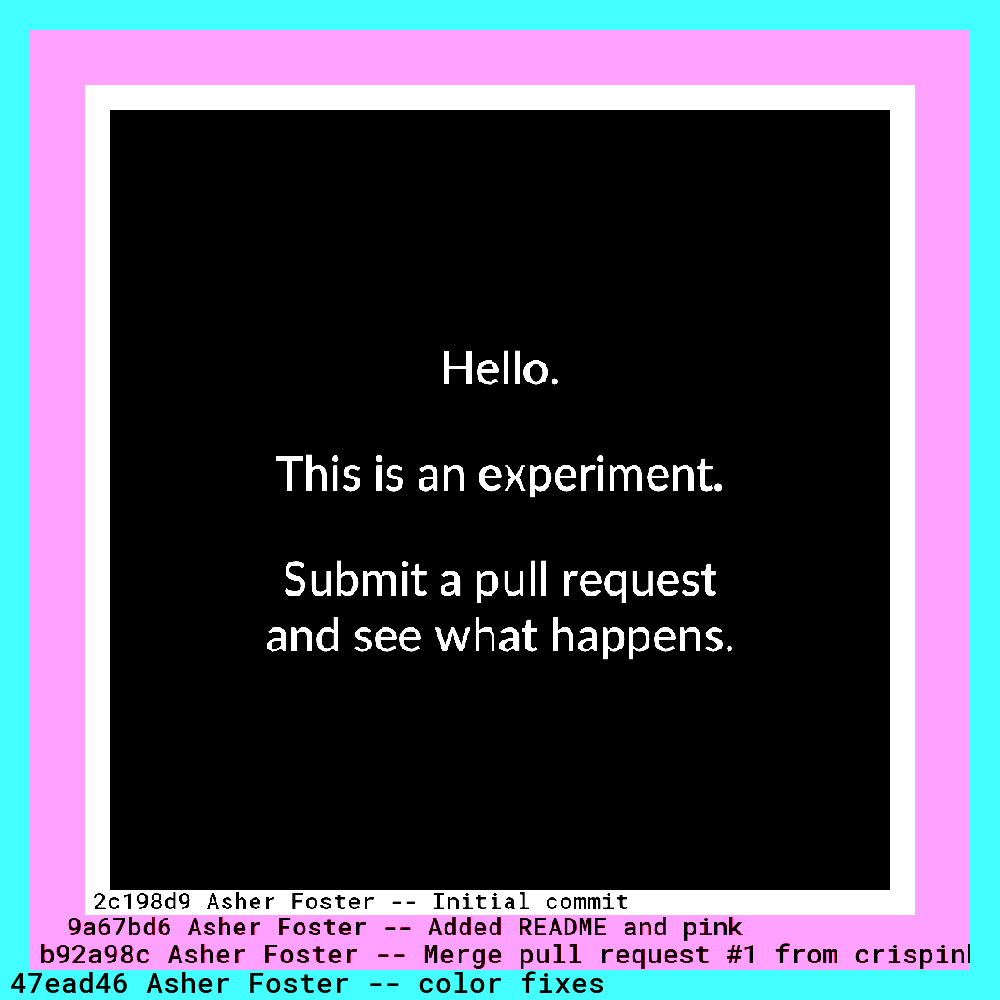 Hello.
This is an experiment.
Submit a pull request
and see what happens.
2c198d9 Asher Foster -- Initial commit
9a67bd6 Asher Foster -- Added README and pink
b92a98c Asher Foster -- Merge pull request #1 from crispin
47ead46 Asher Foster -- color fixes